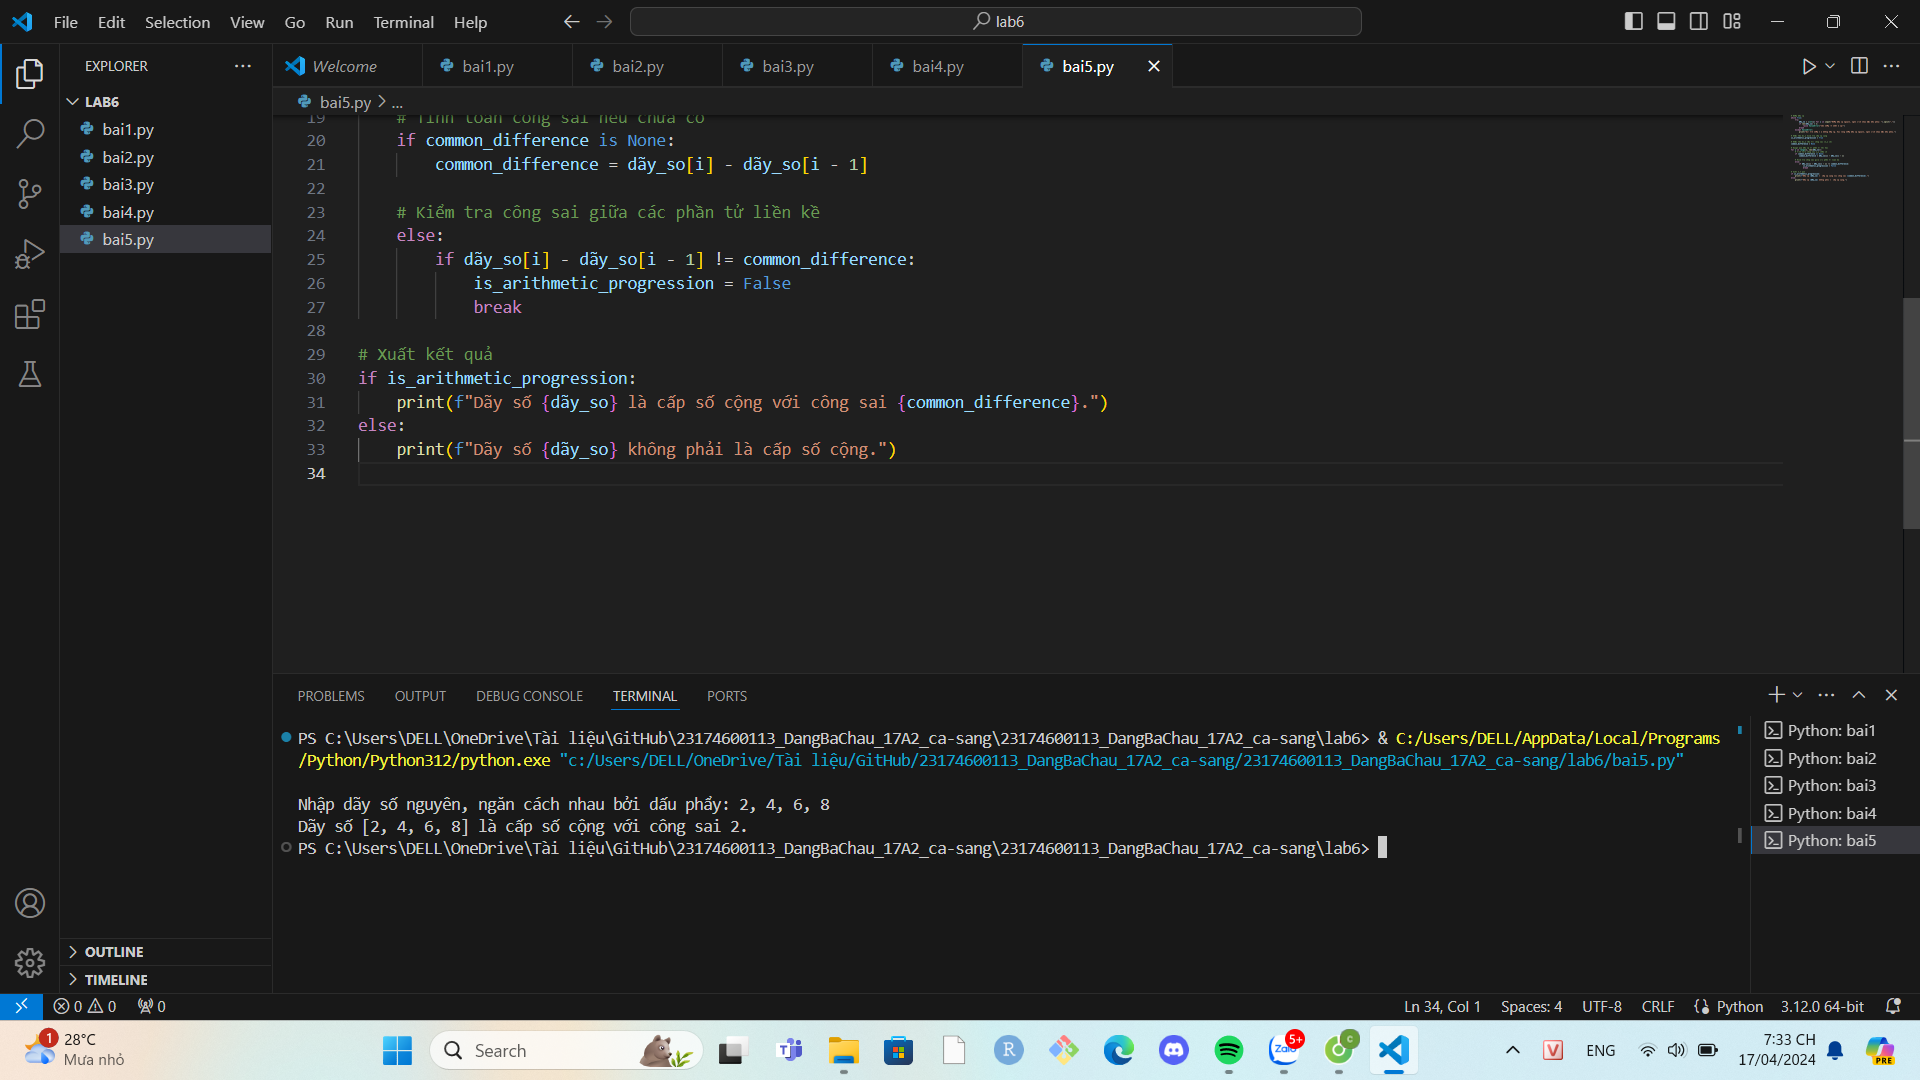 File Edit Selection View Go Run Terminal Help
lab6
EXPLORER
LAB6
bai1.py
bai2.py
bai3.py
bai4.py
bai5.py
OUTLINE
TIMELINE
Welcome bai1.py bai2.py bai3.py bai4.py bai5.py
bai5.py > ...
19 # Tính toán công sai nếu chưa có
20 if common_difference is None:
21 common_difference = dãy_so[i] - dãy_so[i - 1]
22
23 # Kiểm tra công sai giữa các phần tử liền kề
24 else:
25 if dãy_so[i] - dãy_so[i - 1] != common_difference:
26 is_arithmetic_progression = False
27 break
28
29 # Xuất kết quả
30 if is_arithmetic_progression:
31 print(f"Dãy số {dãy_so} là cấp số cộng với công sai {common_difference}.")
32 else:
33 print(f"Dãy số {dãy_so} không phải là cấp số cộng.")
34
PROBLEMS OUTPUT DEBUG CONSOLE TERMINAL PORTS
PS C:\Users\DELL\OneDrive\Tài liệu\GitHub\23174600113_DangBaChau_17A2_ca-sang\23174600113_DangBaChau_17A2_ca-sang\lab6> & C:/Users/DELL/AppData/Local/Programs
/Python/Python312/python.exe "c:/Users/DELL/OneDrive/Tài liệu/GitHub/23174600113_DangBaChau_17A2_ca-sang/23174600113_DangBaChau_17A2_ca-sang/lab6/bai5.py"
Nhập dãy số nguyên, ngăn cách nhau bởi dấu phẩy: 2, 4, 6, 8
Dãy số [2, 4, 6, 8] là cấp số cộng với công sai 2.
PS C:\Users\DELL\OneDrive\Tài liệu\GitHub\23174600113_DangBaChau_17A2_ca-sang\23174600113_DangBaChau_17A2_ca-sang\lab6>
Python: bai1
Python: bai2
Python: bai3
Python: bai4
Python: bai5
0 0 0
Ln 34, Col 1 Spaces: 4 UTF-8 CRLF Python 3.12.0 64-bit
1
28°C
Mưa nhỏ
Search
R
Zalo
5+
C
V
ENG
7:33 CH
17/04/2024
PRE